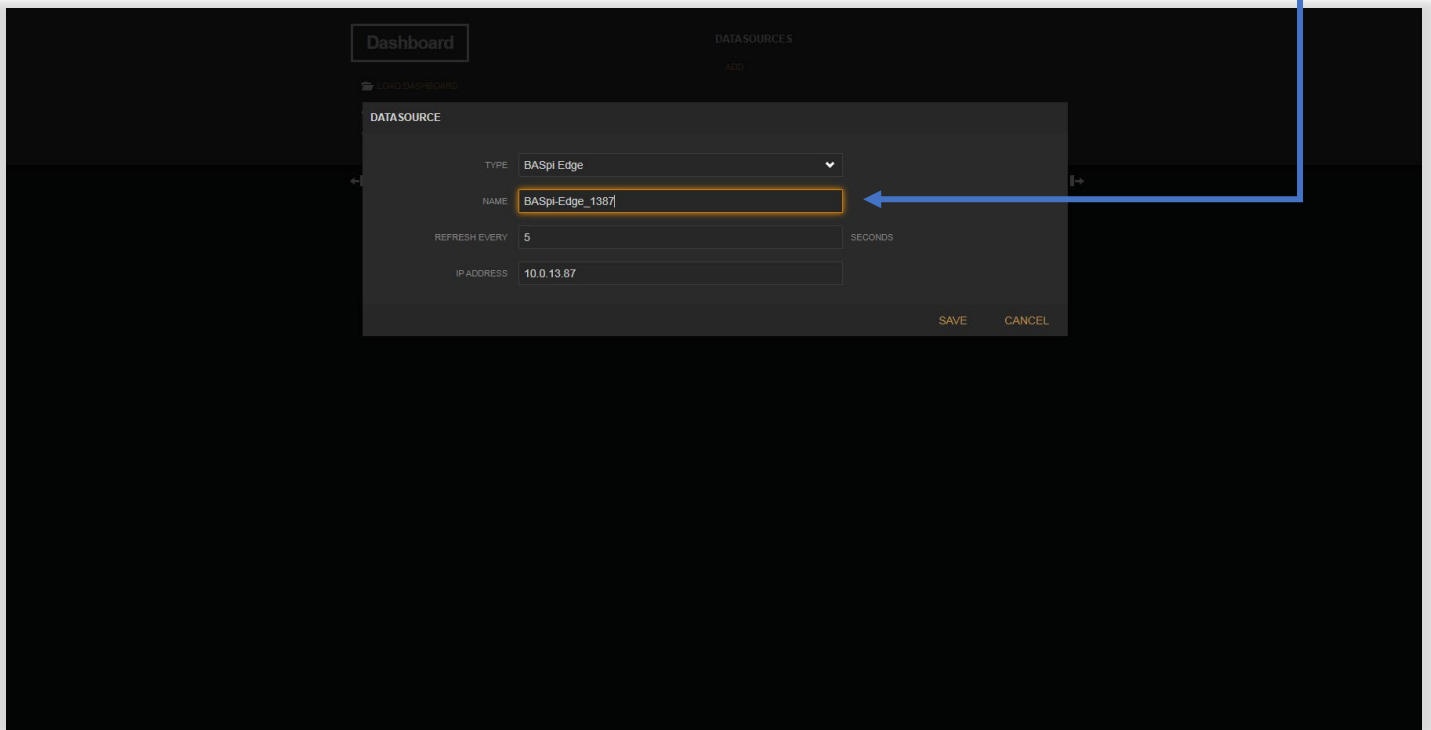 Dashboard
DATASOURCES
ADD
LOAD DASHBOARD
DATASOURCE
TYPE BASpi Edge
NAME BASpi-Edge_1387
REFRESH EVERY 5 SECONDS
IP ADDRESS 10.0.13.87
SAVE CANCEL